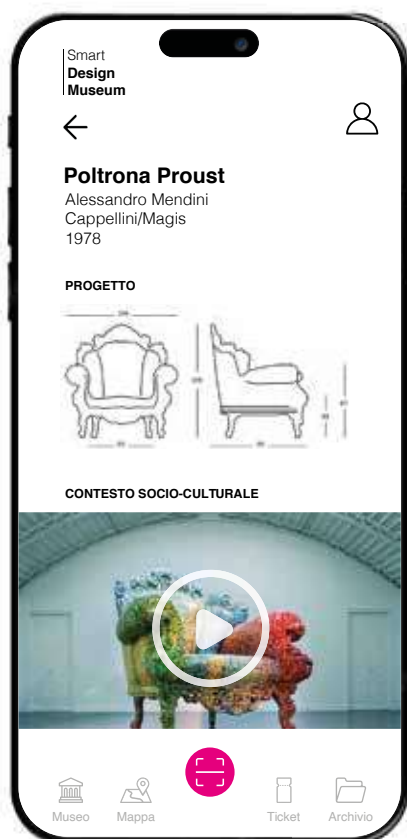 Smart
Design
Museum
Poltrona Proust
Alessandro Mendini
Cappellini/Magis
1978
PROGETTO
CONTESTO SOCIO-CULTURALE
Museo
Mappa
Ticket
Archivio